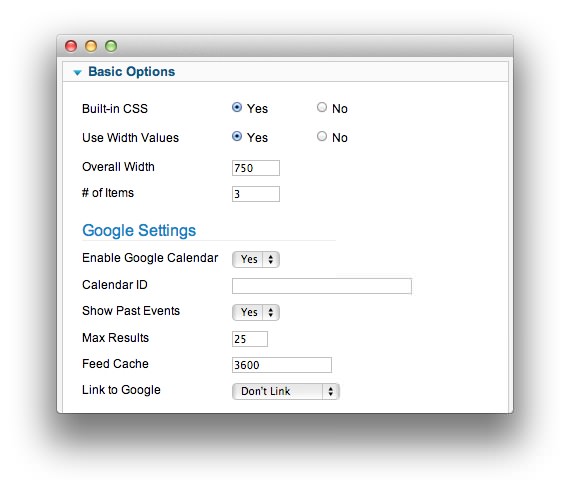 Basic Options
Built-in CSS Yes No
Use Width Values Yes No
Overall Width 750
# of Items 3
Google Settings
Enable Google Calendar Yes
Calendar ID
Show Past Events Yes
Max Results 25
Feed Cache 3600
Link to Google Don't Link